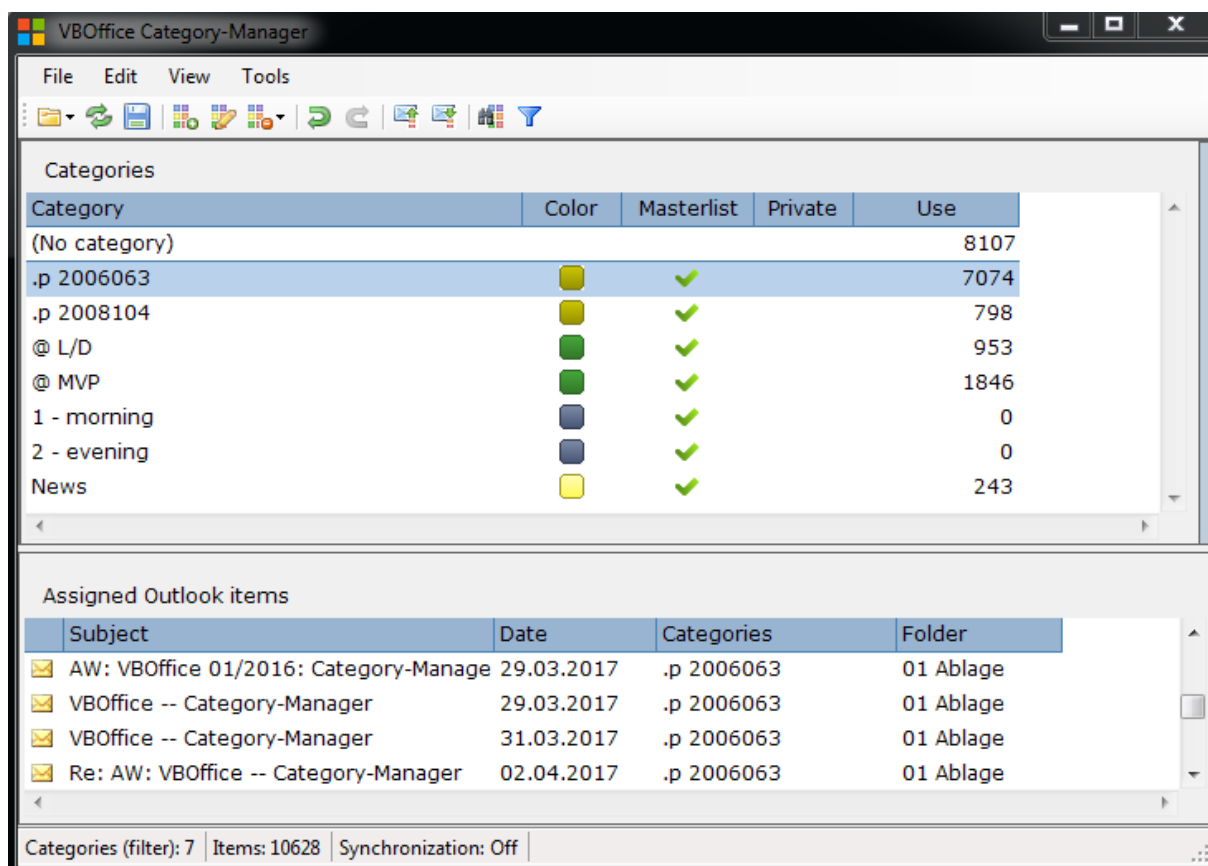 VBOffice Category-Manager
File Edit View Tools
Categories
Category Color Masterlist Private Use
(No category) 8107
.p 2006063 7074
.p 2008104 798
@ L/D 953
@ MVP 1846
1 - morning 0
2 - evening 0
News 243
Assigned Outlook items
Subject Date Categories Folder
AW: VBOffice 01/2016: Category-Manage 29.03.2017 .p 2006063 01 Ablage
VBOffice -- Category-Manager 29.03.2017 .p 2006063 01 Ablage
VBOffice -- Category-Manager 31.03.2017 .p 2006063 01 Ablage
Re: AW: VBOffice -- Category-Manager 02.04.2017 .p 2006063 01 Ablage
Categories (filter): 7 Items: 10628 Synchronization: Off